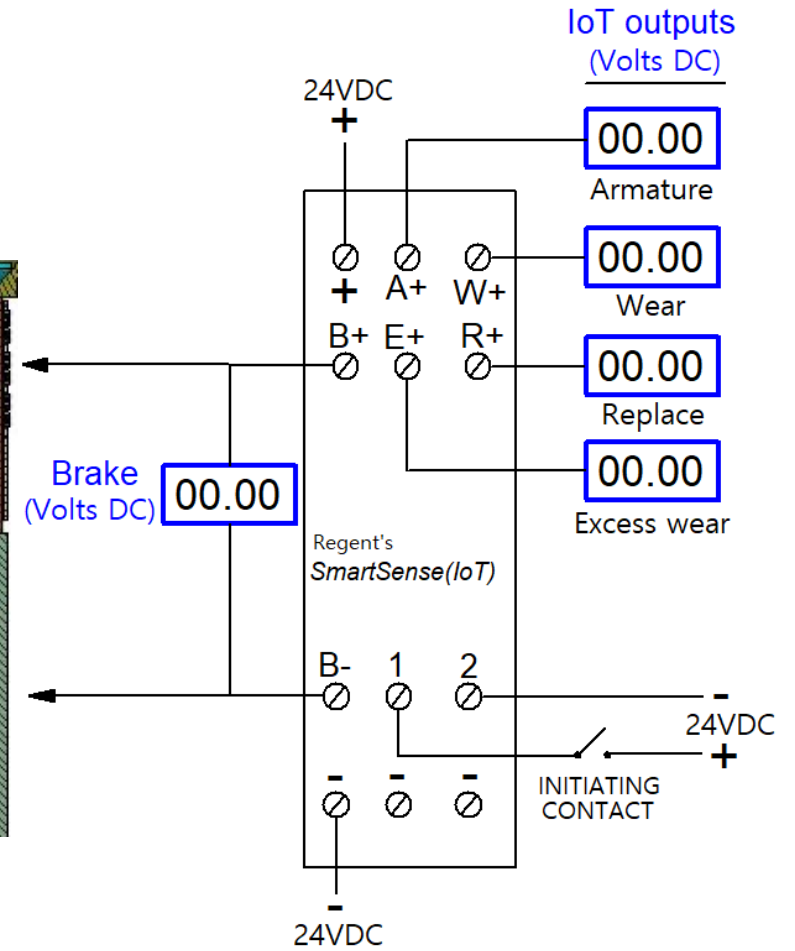 IoT outputs
(Volts DC)
24VDC
+
00.00
Armature
+ A+ W+
00.00
Wear
B+ E+ R+
00.00
Replace
Brake
(Volts DC)
00.00
00.00
Excess wear
Regent's
SmartSense(IoT)
B- 1 2
-
24VDC
+
- - -
INITIATING
CONTACT
-
24VDC